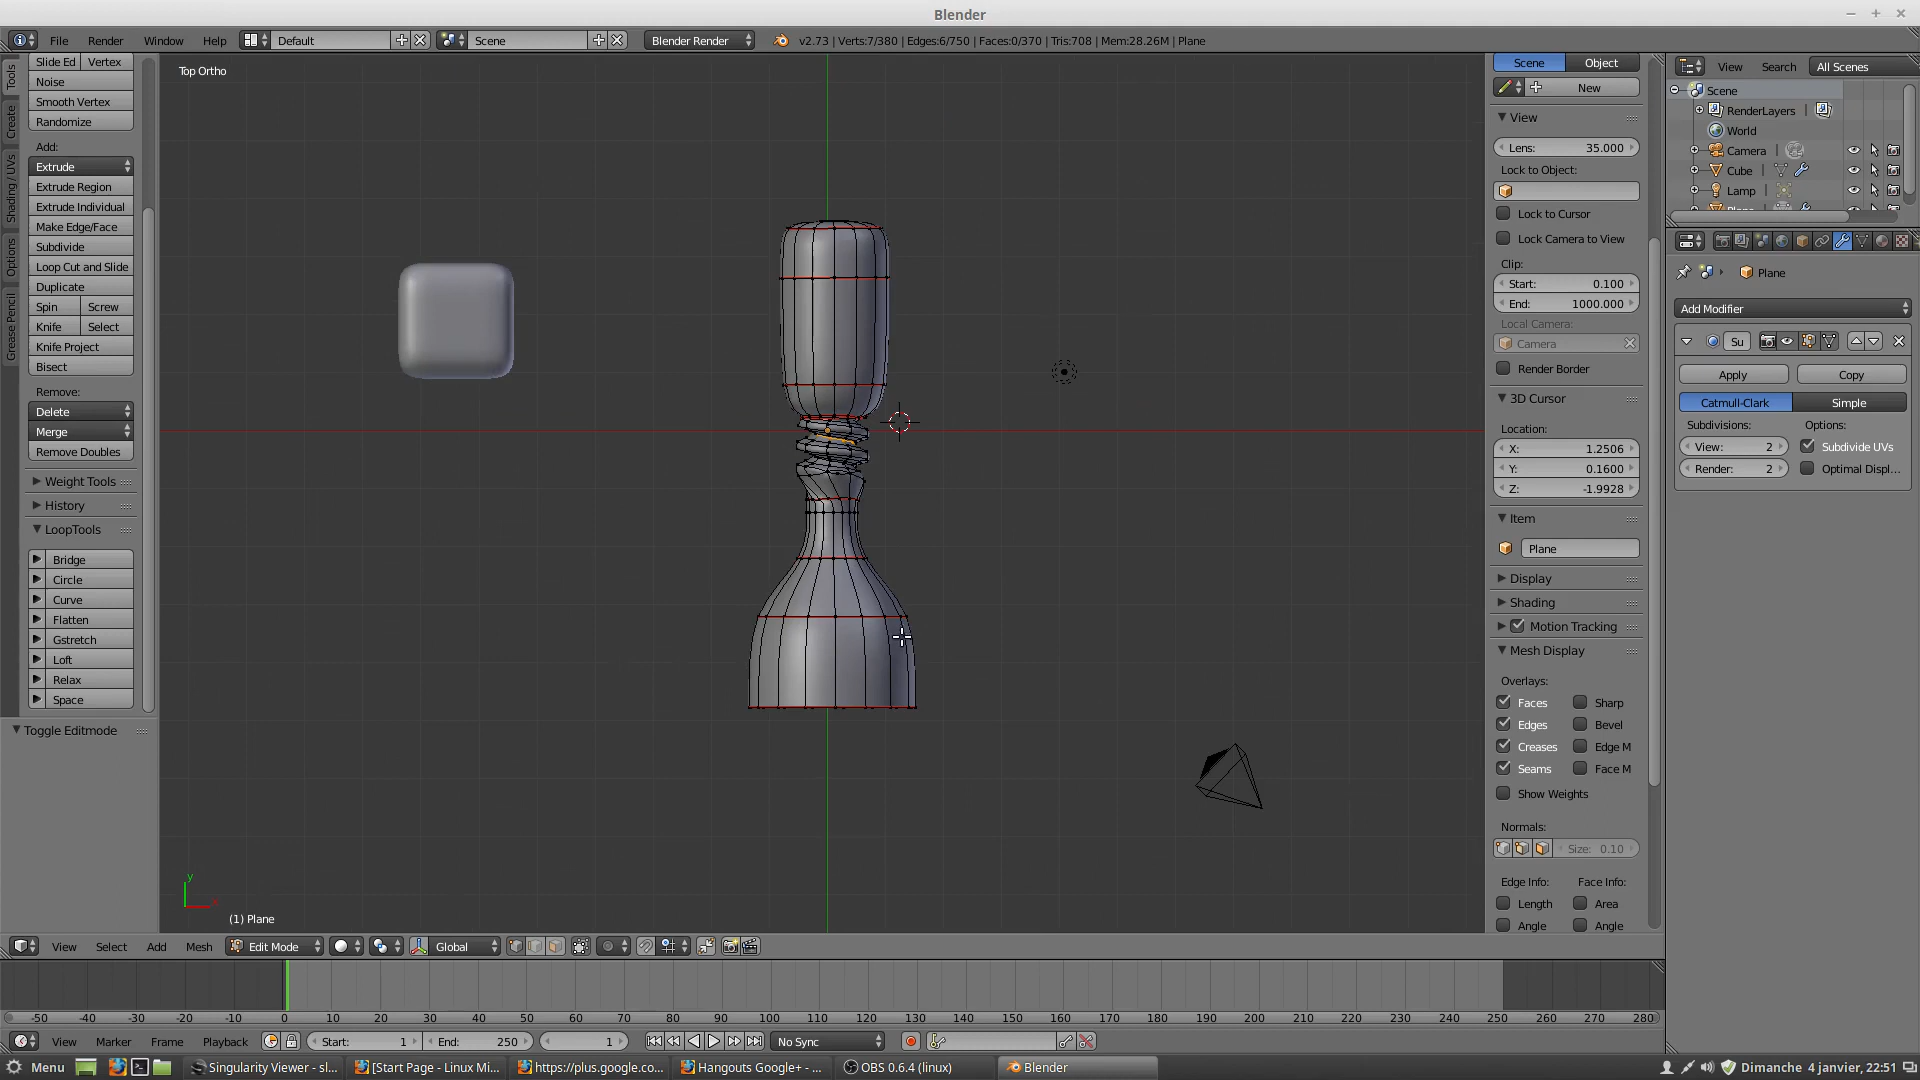 Blender
File Render Window Help Default Scene Blender Render v2.73 | Verts:7/380 | Edges:6/750 | Faces:0/370 | Tris:708 | Mem:28.26M | Plane
Tools
Create
Shading / UVs
Options
Grease Pencil
Slide Ed Vertex
Noise
Smooth Vertex
Randomize
Add:
Extrude
Extrude Region
Extrude Individual
Make Edge/Face
Subdivide
Loop Cut and Slide
Duplicate
Spin Screw
Knife Select
Knife Project
Bisect
Remove:
Delete
Merge
Remove Doubles
Weight Tools
History
LoopTools
Bridge
Circle
Curve
Flatten
Gstretch
Loft
Relax
Space
Toggle Editmode
Top Ortho
y
x
(1) Plane
Scene Object
New
View
Lens: 35.000
Lock to Object:
Lock to Cursor
Lock Camera to View
Clip:
Start: 0.100
End: 1000.000
Local Camera:
Camera
Render Border
3D Cursor
Location:
X: 1.2506
Y: 0.1600
Z: -1.9928
Item
Plane
Display
Shading
Motion Tracking
Mesh Display
Overlays:
Faces Sharp
Edges Bevel
Creases Edge M
Seams Face M
Show Weights
Normals:
Size: 0.10
Edge Info: Face Info:
Length Area
Angle Angle
View Search All Scenes
Scene
RenderLayers
World
Camera
Cube
Lamp
Plane
Add Modifier
Su
Apply Copy
Catmull-Clark Simple
Subdivisions: Options:
View: 2 Subdivide UVs
Render: 2 Optimal Displ...
View Select Add Mesh Edit Mode Global
-50 -40 -30 -20 -10 0 10 20 30 40 50 60 70 80 90 100 110 120 130 140 150 160 170 180 190 200 210 220 230 240 250 260 270 280
View Marker Frame Playback Start: 1 End: 250 1 No Sync
Menu Singularity Viewer - sl... [Start Page - Linux Mi... https://plus.google.co... Hangouts Google+ - ... OBS 0.6.4 (linux) Blender Dimanche 4 janvier, 22:51